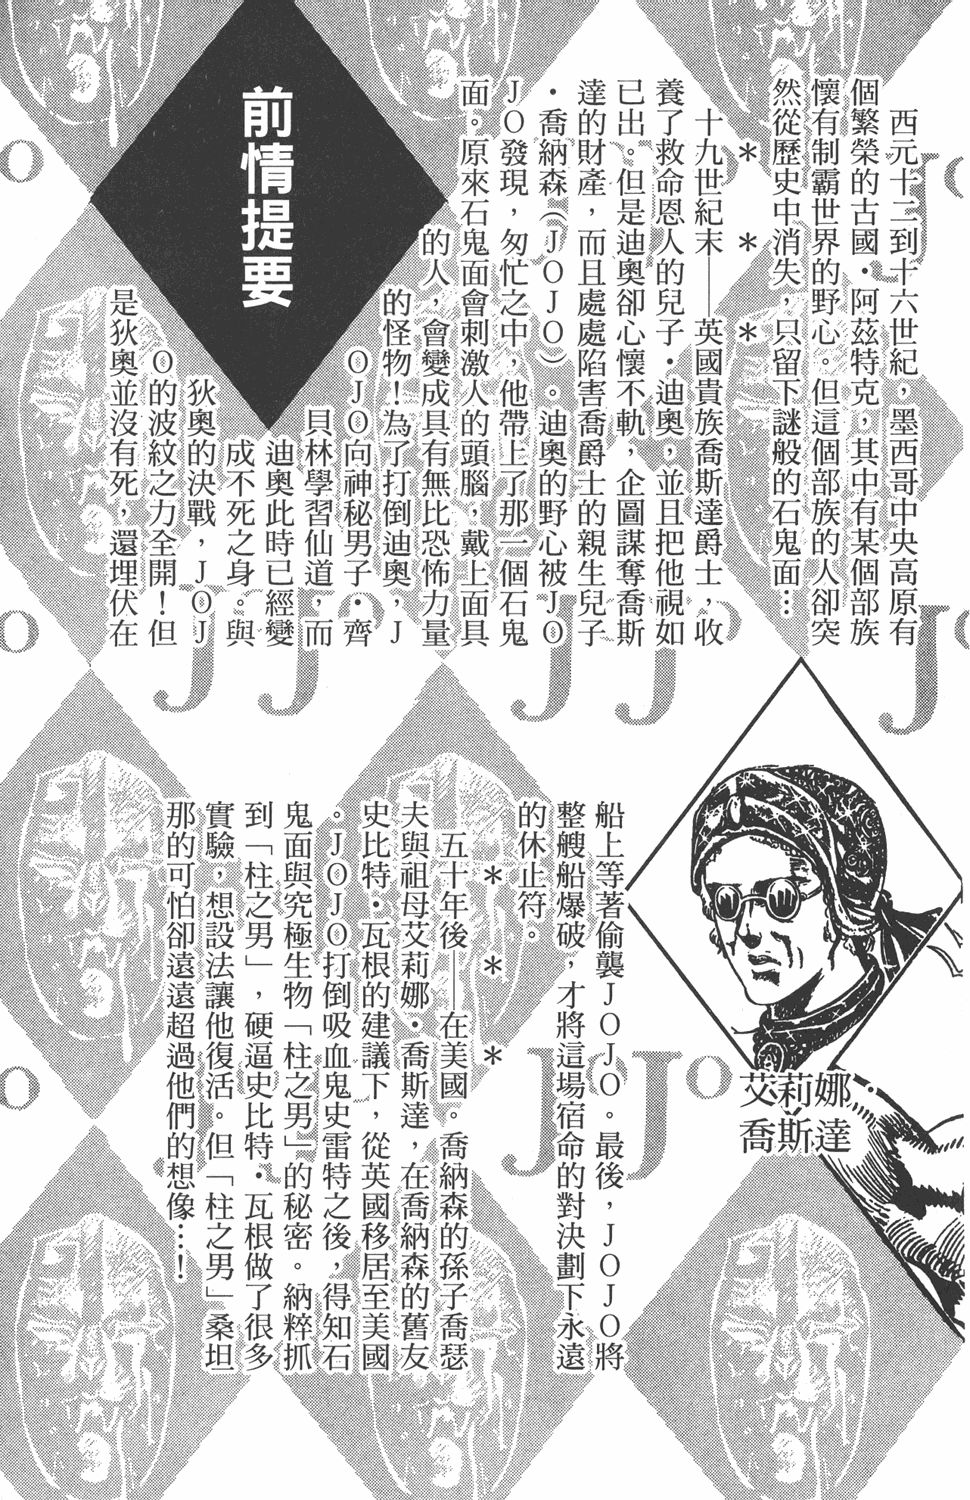 前情提要
西元十二到十六世紀，墨西哥中央高原有
個繁榮的古國・阿茲特克，其中有某個部族
懷有制霸世界的野心。但這個部族的人卻突
然從歷史中消失，只留下謎般的石鬼面…
＊　＊　＊
十九世紀末——英國貴族喬斯達爵士，收
養了救命恩人的兒子・迪奧，並且把他視如
已出。但是迪奧卻心懷不軌，企圖謀奪喬斯
達的財產，而且處處陷害喬爵士的親生兒子
・喬納森（ＪＯＪＯ）。迪奧的野心被ＪＯ
ＪＯ發現，匆忙之中，他帶上了那一個石鬼
面。原來石鬼面會刺激人的頭腦，戴上面具
的人，會變成具有無比恐怖力量
的怪物！為了打倒迪奧，Ｊ
ＯＪＯ向神秘男子・齊
貝林學習仙道，而
迪奧此時已經變
成不死之身。與
狄奧的決戰，ＪＯＪ
Ｏ的波紋之力全開！但
是狄奧並沒有死，還埋伏在
船上等著偷襲ＪＯＪＯ。最後，ＪＯＪＯ將
整艘船爆破，才將這場宿命的對決劃下永遠
的休止符。
＊　＊　＊
五十年後——在美國。喬納森的孫子喬瑟
夫與祖母艾莉娜・喬斯達，在喬納森的舊友
史比特・瓦根的建議下，從英國移居至美國
。ＪＯＪＯ打倒吸血鬼史雷特之後，得知石
鬼面與究極生物「柱之男」的秘密。納粹抓
到「柱之男」，硬逼史比特・瓦根做了很多
實驗，想設法讓他復活。但「柱之男」桑坦
那的可怕卻遠遠超過他們的想像…！
艾莉娜・
喬斯達